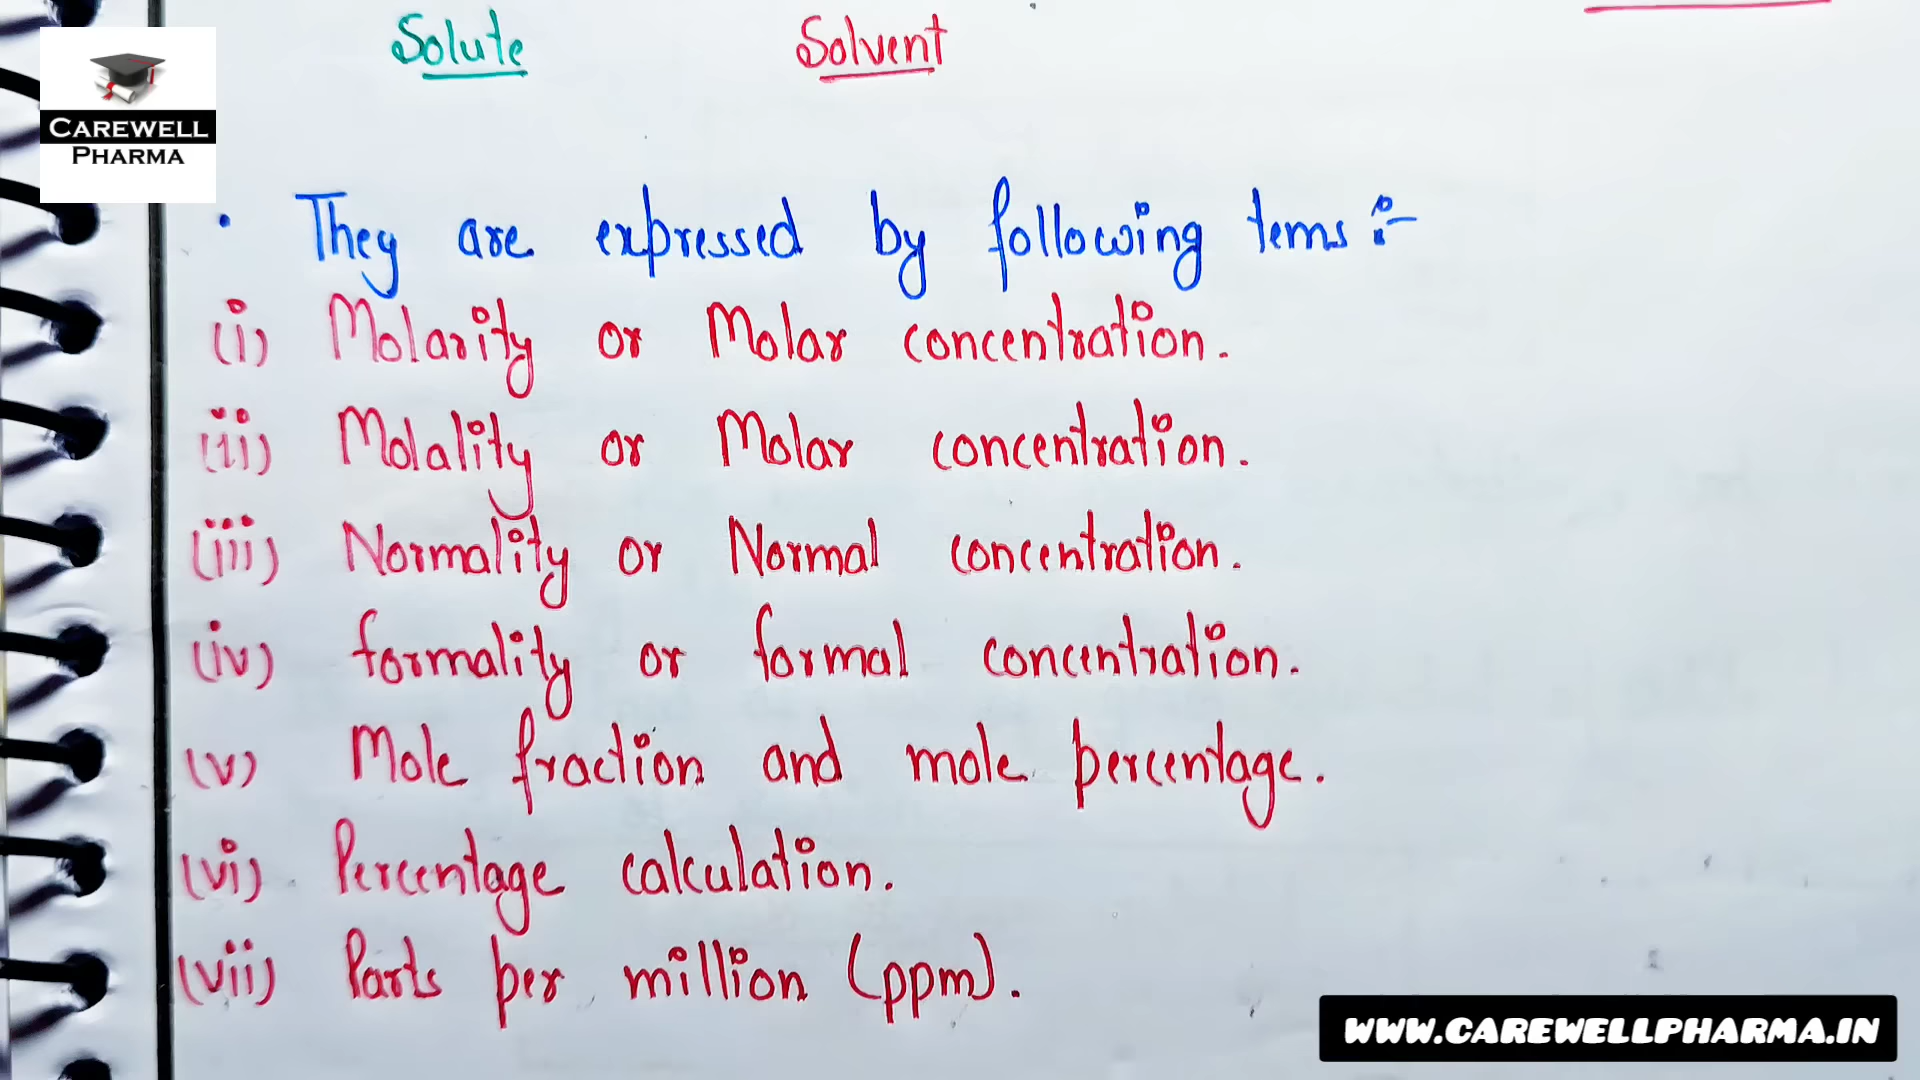 Solute Solvent
CAREWELL
PHARMA
• They are expressed by following tems :-
(i) Molarity or Molar concentration.
(ii) Molality or Molar concentration.
(iii) Normality or Normal concentration.
(iv) formality or formal concentration.
(v) Mole fraction and mole percentage.
(vi) Percentage calculation.
(vii) Parts per million (ppm).
WWW.CAREWELLPHARMA.IN